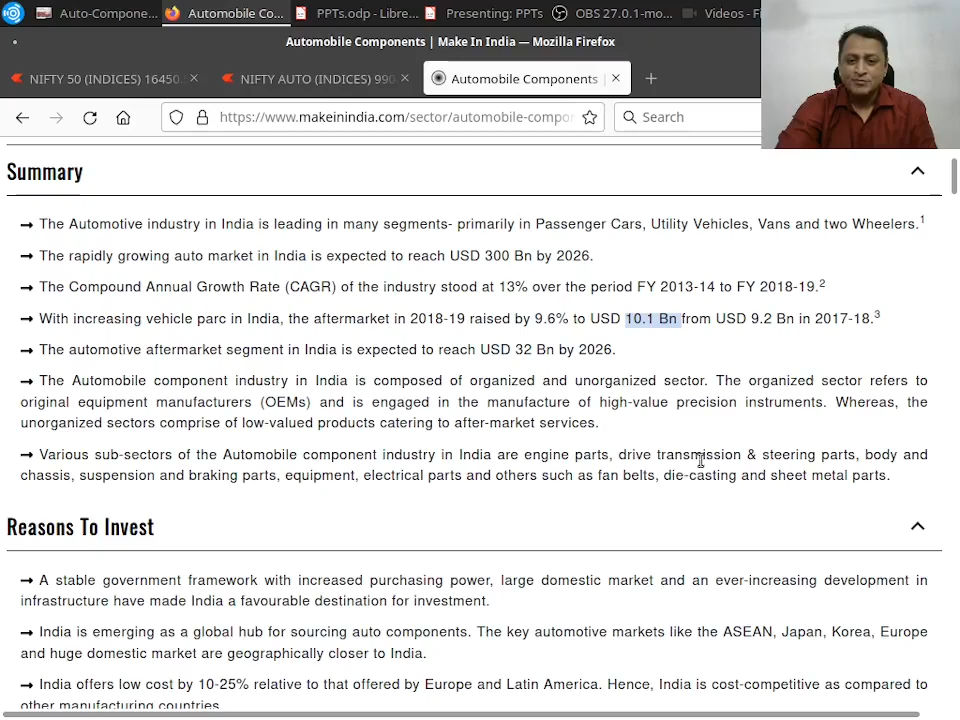 Auto-Compone... Automobile Co... PPTs.odp - Libre... Presenting: PPTs OBS 27.0.1-mo... Videos - Fi
Automobile Components | Make In India — Mozilla Firefox
NIFTY 50 (INDICES) 16450. × NIFTY AUTO (INDICES) 990 × Automobile Components | × +
https://www.makeinindia.com/sector/automobile-compo Search
Summary
→ The Automotive industry in India is leading in many segments- primarily in Passenger Cars, Utility Vehicles, Vans and two Wheelers.1
→ The rapidly growing auto market in India is expected to reach USD 300 Bn by 2026.
→ The Compound Annual Growth Rate (CAGR) of the industry stood at 13% over the period FY 2013-14 to FY 2018-19.2
→ With increasing vehicle parc in India, the aftermarket in 2018-19 raised by 9.6% to USD 10.1 Bn from USD 9.2 Bn in 2017-18.3
→ The automotive aftermarket segment in India is expected to reach USD 32 Bn by 2026.
→ The Automobile component industry in India is composed of organized and unorganized sector. The organized sector refers to
original equipment manufacturers (OEMs) and is engaged in the manufacture of high-value precision instruments. Whereas, the
unorganized sectors comprise of low-valued products catering to after-market services.
→ Various sub-sectors of the Automobile component industry in India are engine parts, drive transmission & steering parts, body and
chassis, suspension and braking parts, equipment, electrical parts and others such as fan belts, die-casting and sheet metal parts.
Reasons To Invest
→ A stable government framework with increased purchasing power, large domestic market and an ever-increasing development in
infrastructure have made India a favourable destination for investment.
→ India is emerging as a global hub for sourcing auto components. The key automotive markets like the ASEAN, Japan, Korea, Europe
and huge domestic market are geographically closer to India.
→ India offers low cost by 10-25% relative to that offered by Europe and Latin America. Hence, India is cost-competitive as compared to
other manufacturing countries.